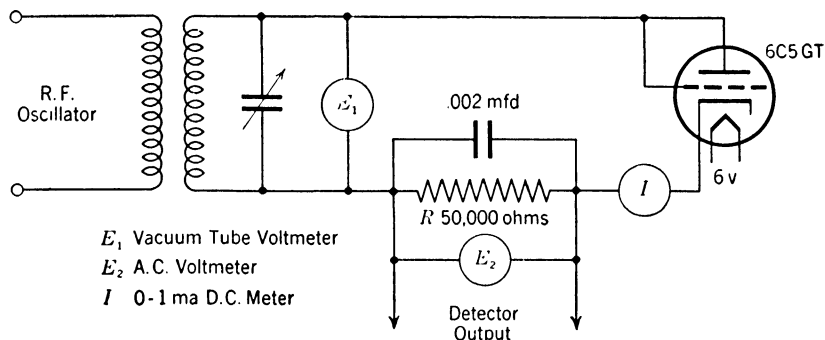 R.F.
Oscillator
E₁
.002 mfd
6C5 GT
R 50,000 ohms
I
6 v
E₂
E₁ Vacuum Tube Voltmeter
E₂ A.C. Voltmeter
I 0-1 ma D.C. Meter
Detector
Output